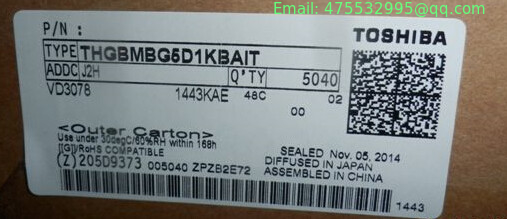 Email: 475532995@qq.com
P/N :
TOSHIBA
TYPE THGBMBG5D1KBAIT
ADDC J2H Q'TY 5040
VD3078 1443KAE 48C 02
00
<Outer Carton>
Use under 30degC/60%RH within 168h
[[G]]/RoHS COMPATIBLE
SEALED Nov. 05, 2014
DIFFUSED IN JAPAN
ASSEMBLED IN CHINA
(Z) 205D9373 005040 ZPZB2E72
1443